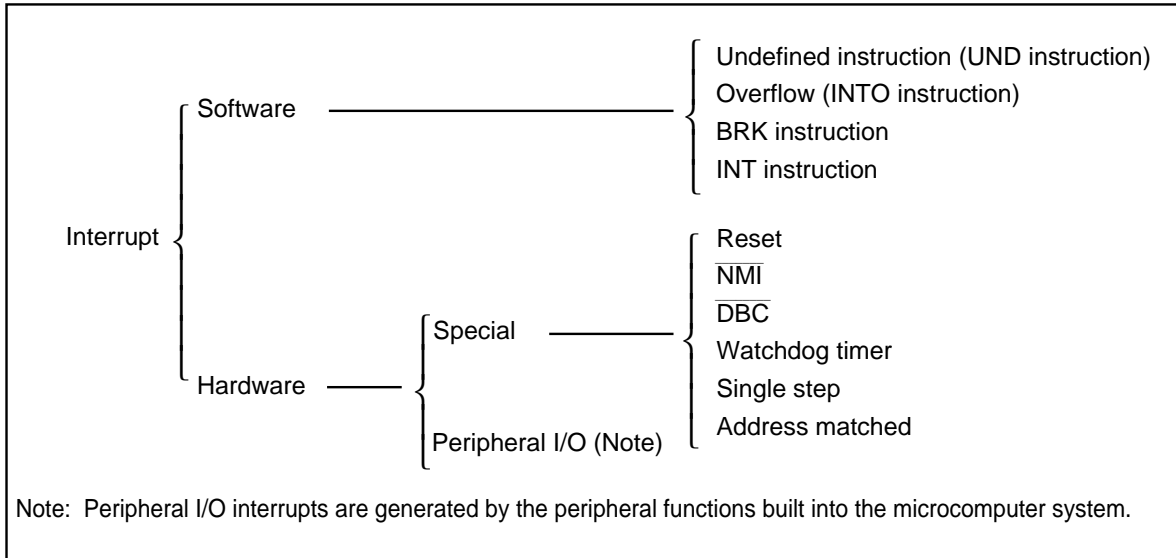 Undefined instruction (UND instruction)
Overflow (INTO instruction)
BRK instruction
INT instruction
Software
Interrupt
Reset
N̅M̅I̅
D̅B̅C̅
Watchdog timer
Single step
Address matched
Special
Hardware
Peripheral I/O (Note)
Note: Peripheral I/O interrupts are generated by the peripheral functions built into the microcomputer system.